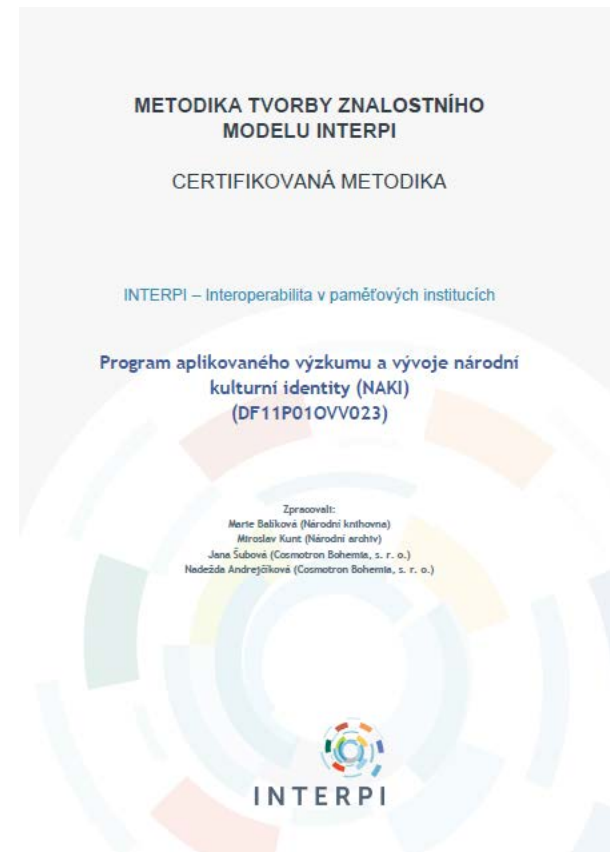 METODIKA TVORBY ZNALOSTNÍHO
MODELU INTERPI
CERTIFIKOVANÁ METODIKA
INTERPI – Interoperabilita v paměťových institucích
Program aplikovaného výzkumu a vývoje národní
kulturní identity (NAKI)
(DF11P01OVV023)
Zpracovali:
Marie Balíková (Národní knihovna)
Miroslav Kunt (Národní archiv)
Jana Šubová (Cosmotron Bohemia, s. r. o.)
Nadežda Andrejčíková (Cosmotron Bohemia, s. r. o.)
INTERPI